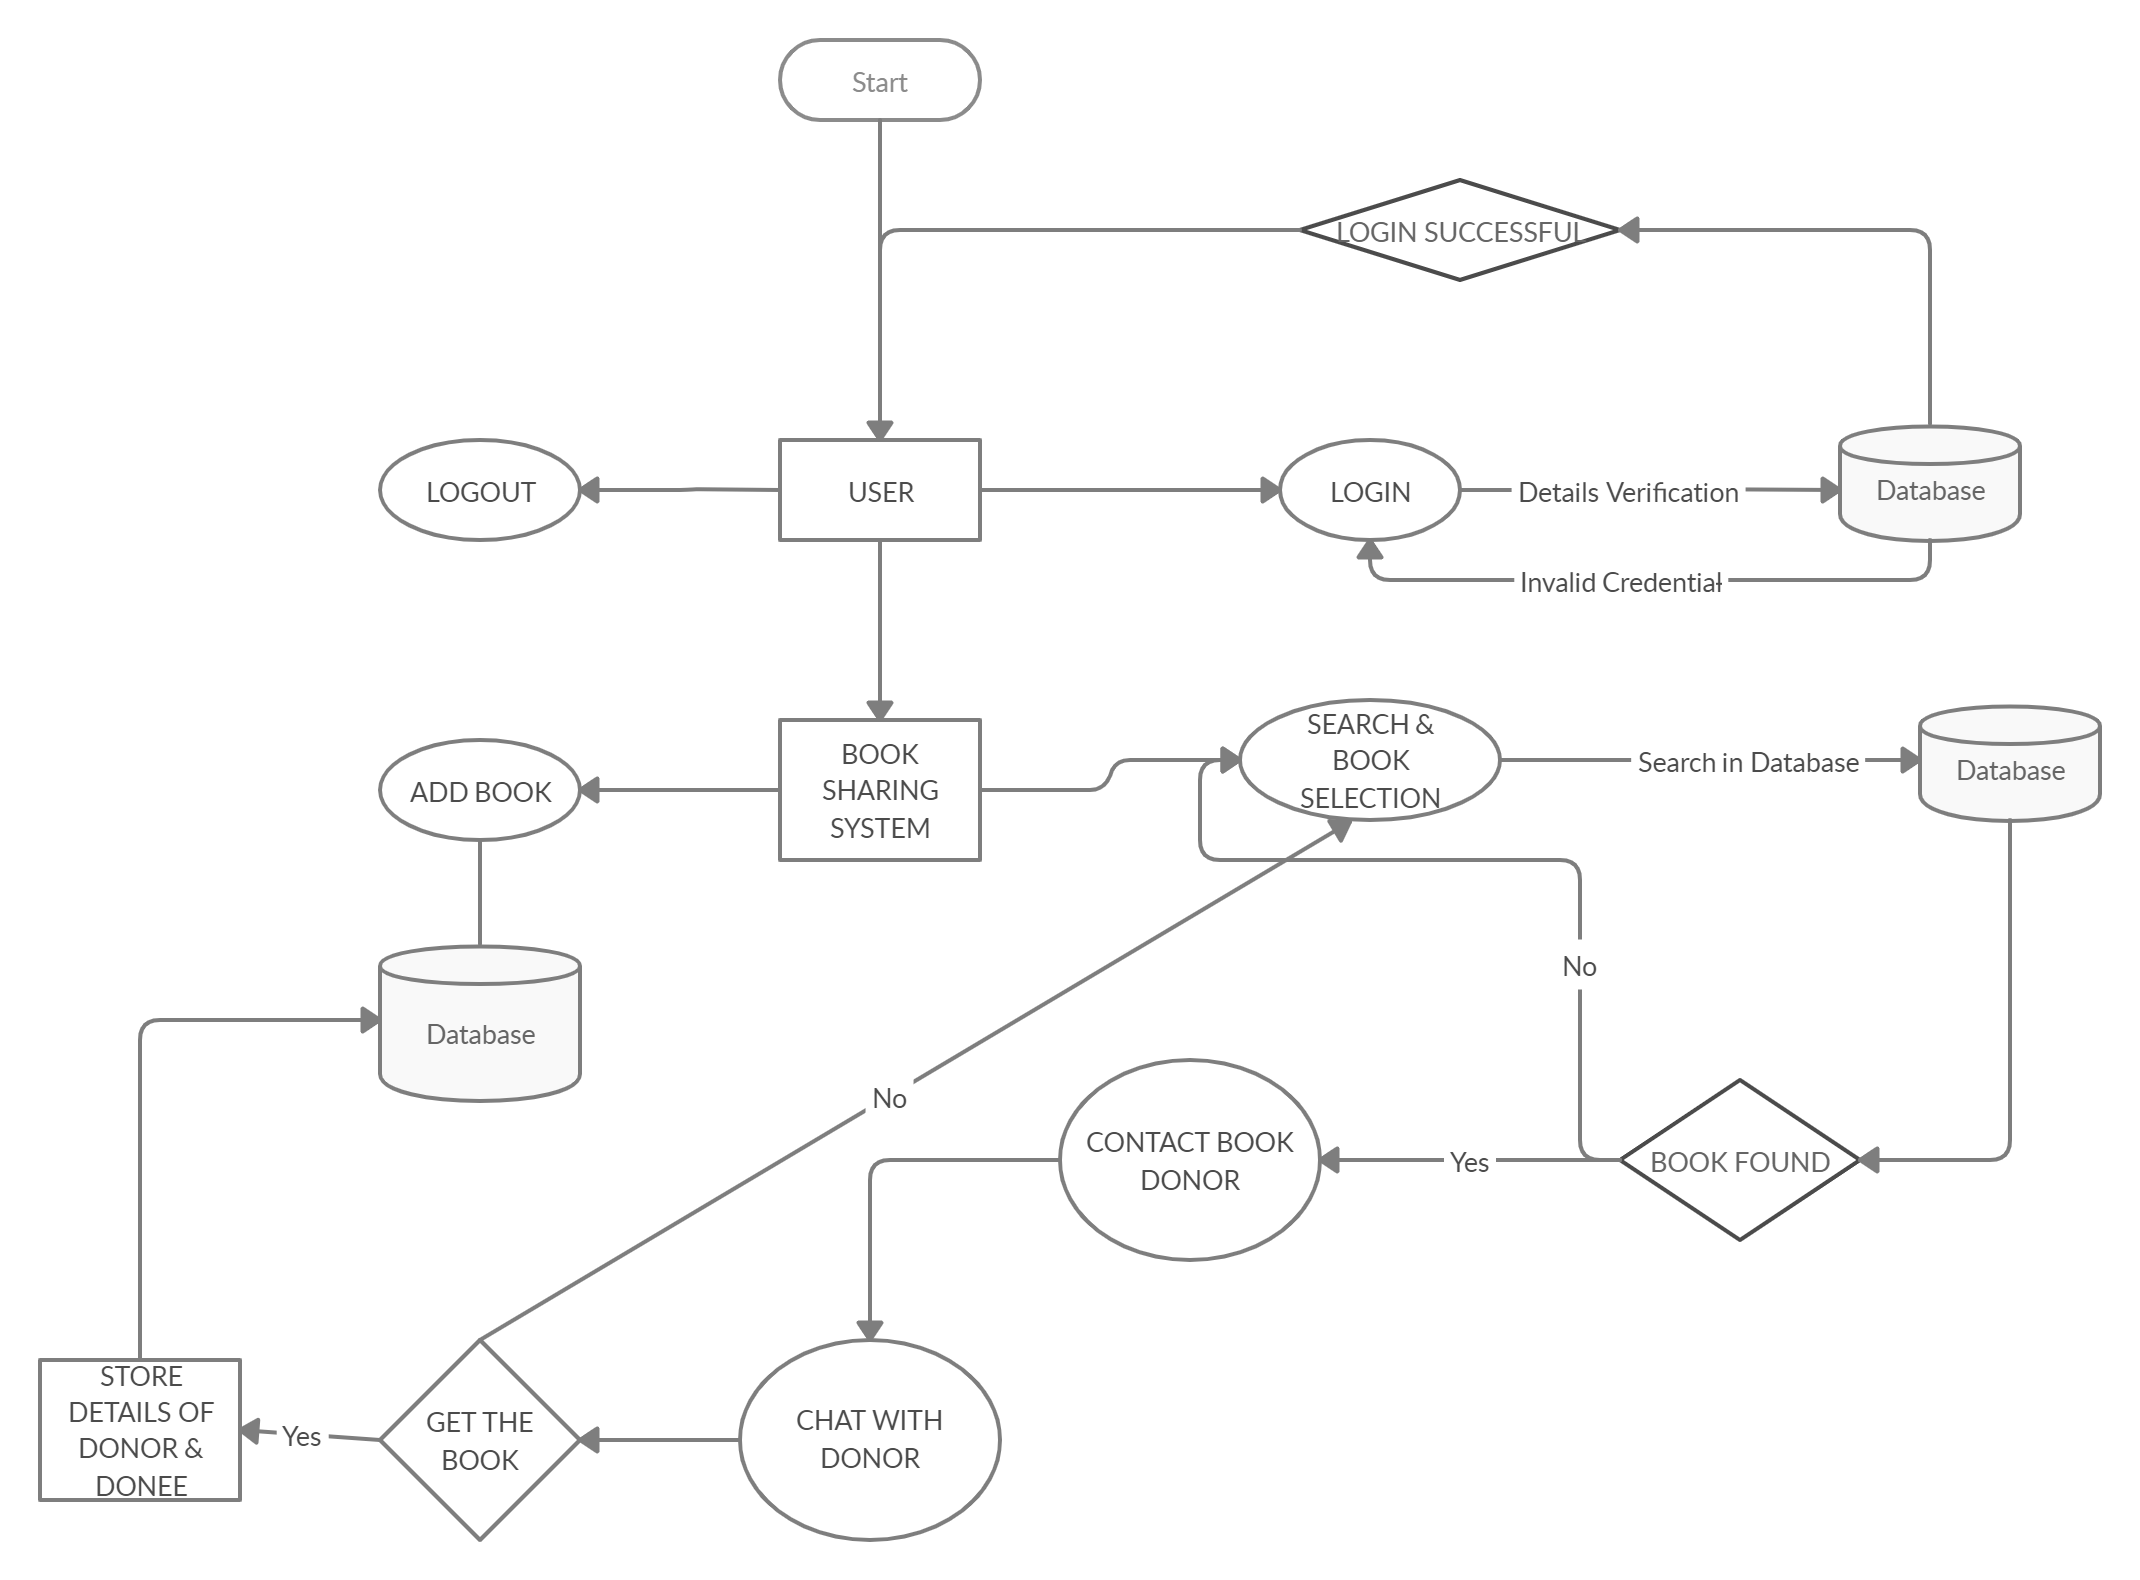 Start
LOGIN SUCCESSFUL
LOGOUT
USER
LOGIN
Details Verification
Database
Invalid Credential
BOOK
SHARING
SYSTEM
ADD BOOK
SEARCH &
BOOK
SELECTION
Search in Database
Database
Database
No
No
CONTACT BOOK
DONOR
Yes
BOOK FOUND
STORE
DETAILS OF
DONOR &
DONEE
Yes
GET THE
BOOK
CHAT WITH
DONOR